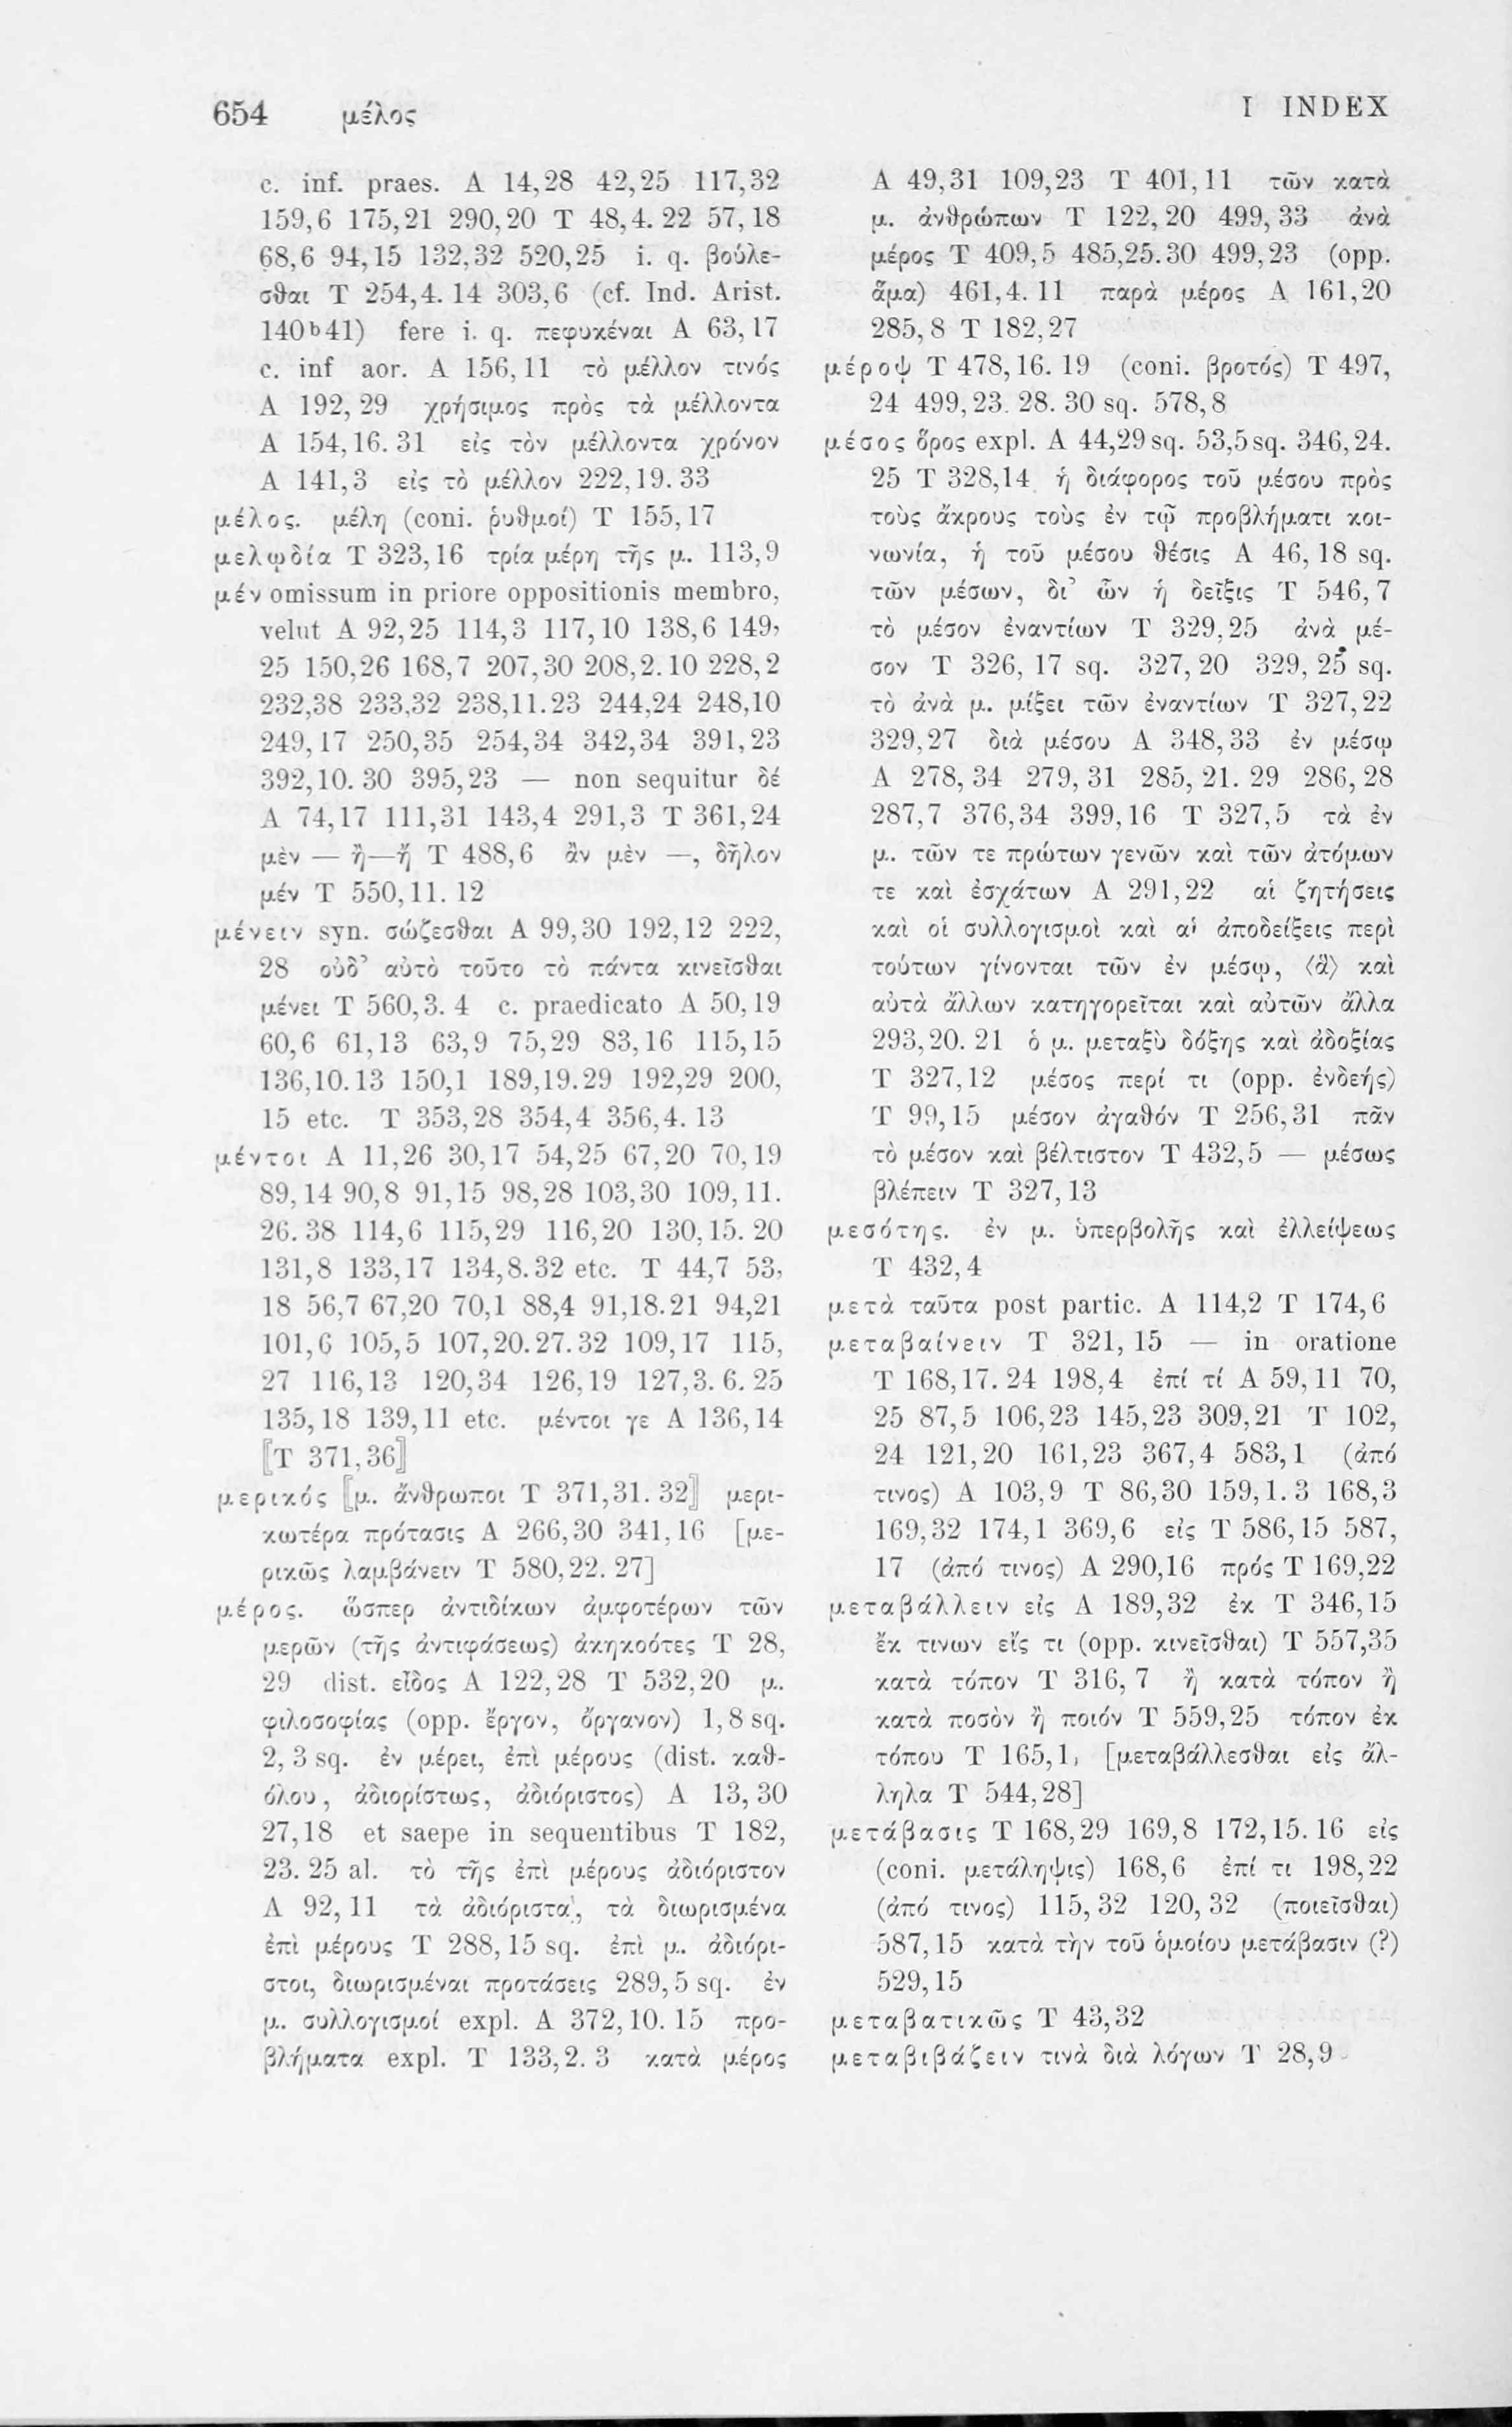 654 μέλος
I INDEX
c. inf. praes. A 14,28 42,25 117,32
159,6 175,21 290,20 T 48,4. 22 57,18
68,6 94,15 132,32 520,25 i. q. βούλε-
σθαι T 254,4. 14 303,6 (cf. Ind. Arist.
140b41) fere i. q. πεφυκέναι A 63,17
c. inf aor. A 156,11 τὸ μέλλον τινός
A 192,29 χρήσιμος πρὸς τὰ μέλλοντα
A 154,16. 31 εἰς τὸν μέλλοντα χρόνον
A 141,3 εἰς τὸ μέλλον 222,19. 33
μέλος. μέλη (coni. ῥυθμοί) T 155,17
μελῳδία T 323,16 τρία μέρη τῆς μ. 113,9
μέν omissum in priore oppositionis membro,
velut A 92,25 114,3 117,10 138,6 149,
25 150,26 168,7 207,30 208,2. 10 228,2
232,38 233,32 238,11. 23 244,24 248,10
249,17 250,35 254,34 342,34 391,23
392,10. 30 395,23 — non sequitur δέ
A 74,17 111,31 143,4 291,3 T 361,24
μὲν — ἢ—ἤ T 488,6 ἂν μὲν —, δῆλον
μέν T 550,11. 12
μένειν syn. σώζεσθαι A 99,30 192,12 222,
28 οὐδ’ αὐτὸ τοῦτο τὸ πάντα κινεῖσθαι
μένει T 560,3. 4 c. praedicato A 50,19
60,6 61,13 63,9 75,29 83,16 115,15
136,10. 13 150,1 189,19. 29 192,29 200,
15 etc. T 353,28 354,4 356,4. 13
μέντοι A 11,26 30,17 54,25 67,20 70,19
89,14 90,8 91,15 98,28 103,30 109,11.
26. 38 114,6 115,29 116,20 130,15. 20
131,8 133,17 134,8. 32 etc. T 44,7 53,
18 56,7 67,20 70,1 88,4 91,18. 21 94,21
101,6 105,5 107,20. 27. 32 109,17 115,
27 116,13 120,34 126,19 127,3. 6. 25
135,18 139,11 etc. μέντοι γε A 136,14
⟦T 371,36⟧
μερικός ⟦μ. ἄνθρωποι T 371,31. 32⟧ μερι-
κωτέρα πρότασις A 266,30 341,16 [με-
ρικῶς λαμβάνειν T 580,22. 27]
μέρος. ὥσπερ ἀντιδίκων ἀμφοτέρων τῶν
μερῶν (τῆς ἀντιφάσεως) ἀκηκοότες T 28,
29 dist. εἶδος A 122,28 T 532,20 μ.
φιλοσοφίας (opp. ἔργον, ὄργανον) 1,8 sq.
2,3 sq. ἐν μέρει, ἐπὶ μέρους (dist. καθ-
όλου, ἀδιορίστως, ἀδιόριστος) A 13,30
27,18 et saepe in sequentibus T 182,
23. 25 al. τὸ τῆς ἐπὶ μέρους ἀδιόριστον
A 92,11 τὰ ἀδιόριστα, τὰ διωρισμένα
ἐπὶ μέρους T 288,15 sq. ἐπὶ μ. ἀδιόρι-
στοι, διωρισμέναι προτάσεις 289,5 sq. ἐν
μ. συλλογισμοί expl. A 372,10. 15 προ-
βλήματα expl. T 133,2. 3 κατὰ μέρος
A 49,31 109,23 T 401,11 τῶν κατὰ
μ. ἀνθρώπων T 122,20 499,33 ἀνὰ
μέρος T 409,5 485,25. 30 499,23 (opp.
ἅμα) 461,4. 11 παρὰ μέρος A 161,20
285,8 T 182,27
μέροψ T 478,16. 19 (coni. βροτός) T 497,
24 499,23. 28. 30 sq. 578,8
μέσος ὅρος expl. A 44,29 sq. 53,5 sq. 346,24.
25 T 328,14 ἡ διάφορος τοῦ μέσου πρὸς
τοὺς ἄκρους τοὺς ἐν τῷ προβλήματι κοι-
νωνία, ἡ τοῦ μέσου θέσις A 46,18 sq.
τῶν μέσων, δι’ ὧν ἡ δεῖξις T 546,7
τὸ μέσον ἐναντίων T 329,25 ἀνὰ μέ-
σον T 326,17 sq. 327,20 329,25 sq.
τὸ ἀνὰ μ. μίξει τῶν ἐναντίων T 327,22
329,27 διὰ μέσου A 348,33 ἐν μέσῳ
A 278,34 279,31 285,21. 29 286,28
287,7 376,34 399,16 T 327,5 τὰ ἐν
μ. τῶν τε πρώτων γενῶν καὶ τῶν ἀτόμων
τε καὶ ἐσχάτων A 291,22 αἱ ζητήσεις
καὶ οἱ συλλογισμοὶ καὶ αἱ ἀποδείξεις περὶ
τούτων γίνονται τῶν ἐν μέσῳ, ⟨ἃ⟩ καὶ
αὐτὰ ἄλλων κατηγορεῖται καὶ αὐτῶν ἄλλα
293,20. 21 ὁ μ. μεταξὺ δόξης καὶ ἀδοξίας
T 327,12 μέσος περί τι (opp. ἐνδεής)
T 99,15 μέσον ἀγαθόν T 256,31 πᾶν
τὸ μέσον καὶ βέλτιστον T 432,5 — μέσως
βλέπειν T 327,13
μεσότης. ἐν μ. ὑπερβολῆς καὶ ἐλλείψεως
T 432,4
μετὰ ταῦτα post partic. A 114,2 T 174,6
μεταβαίνειν T 321,15 — in oratione
T 168,17. 24 198,4 ἐπί τί A 59,11 70,
25 87,5 106,23 145,23 309,21 T 102,
24 121,20 161,23 367,4 583,1 (ἀπό
τινος) A 103,9 T 86,30 159,1. 3 168,3
169,32 174,1 369,6 εἰς T 586,15 587,
17 (ἀπό τινος) A 290,16 πρός T 169,22
μεταβάλλειν εἰς A 189,32 ἐκ T 346,15
ἔκ τινων εἴς τι (opp. κινεῖσθαι) T 557,35
κατὰ τόπον T 316,7 ἢ κατὰ τόπον ἢ
κατὰ ποσὸν ἢ ποιόν T 559,25 τόπον ἐκ
τόπου T 165,1, [μεταβάλλεσθαι εἰς ἄλ-
ληλα T 544,28]
μετάβασις T 168,29 169,8 172,15. 16 εἰς
(coni. μετάληψις) 168,6 ἐπί τι 198,22
(ἀπό τινος) 115,32 120,32 (ποιεῖσθαι)
587,15 κατὰ τὴν τοῦ ὁμοίου μετάβασιν (?)
529,15
μεταβατικῶς T 43,32
μεταβιβάζειν τινὰ διὰ λόγων T 28,9